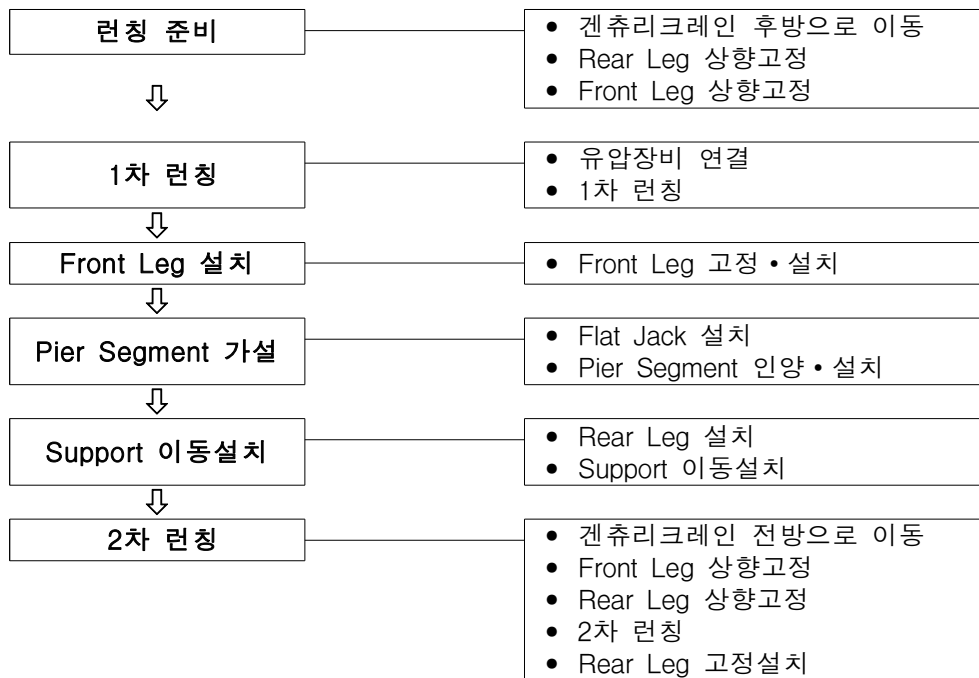 런칭 준비
• 겐츄리크레인 후방으로 이동
• Rear Leg 상향고정
• Front Leg 상향고정
1차 런칭
• 유압장비 연결
• 1차 런칭
Front Leg 설치
• Front Leg 고정 • 설치
Pier Segment 가설
• Flat Jack 설치
• Pier Segment 인양 • 설치
Support 이동설치
• Rear Leg 설치
• Support 이동설치
2차 런칭
• 겐츄리크레인 전방으로 이동
• Front Leg 상향고정
• Rear Leg 상향고정
• 2차 런칭
• Rear Leg 고정설치